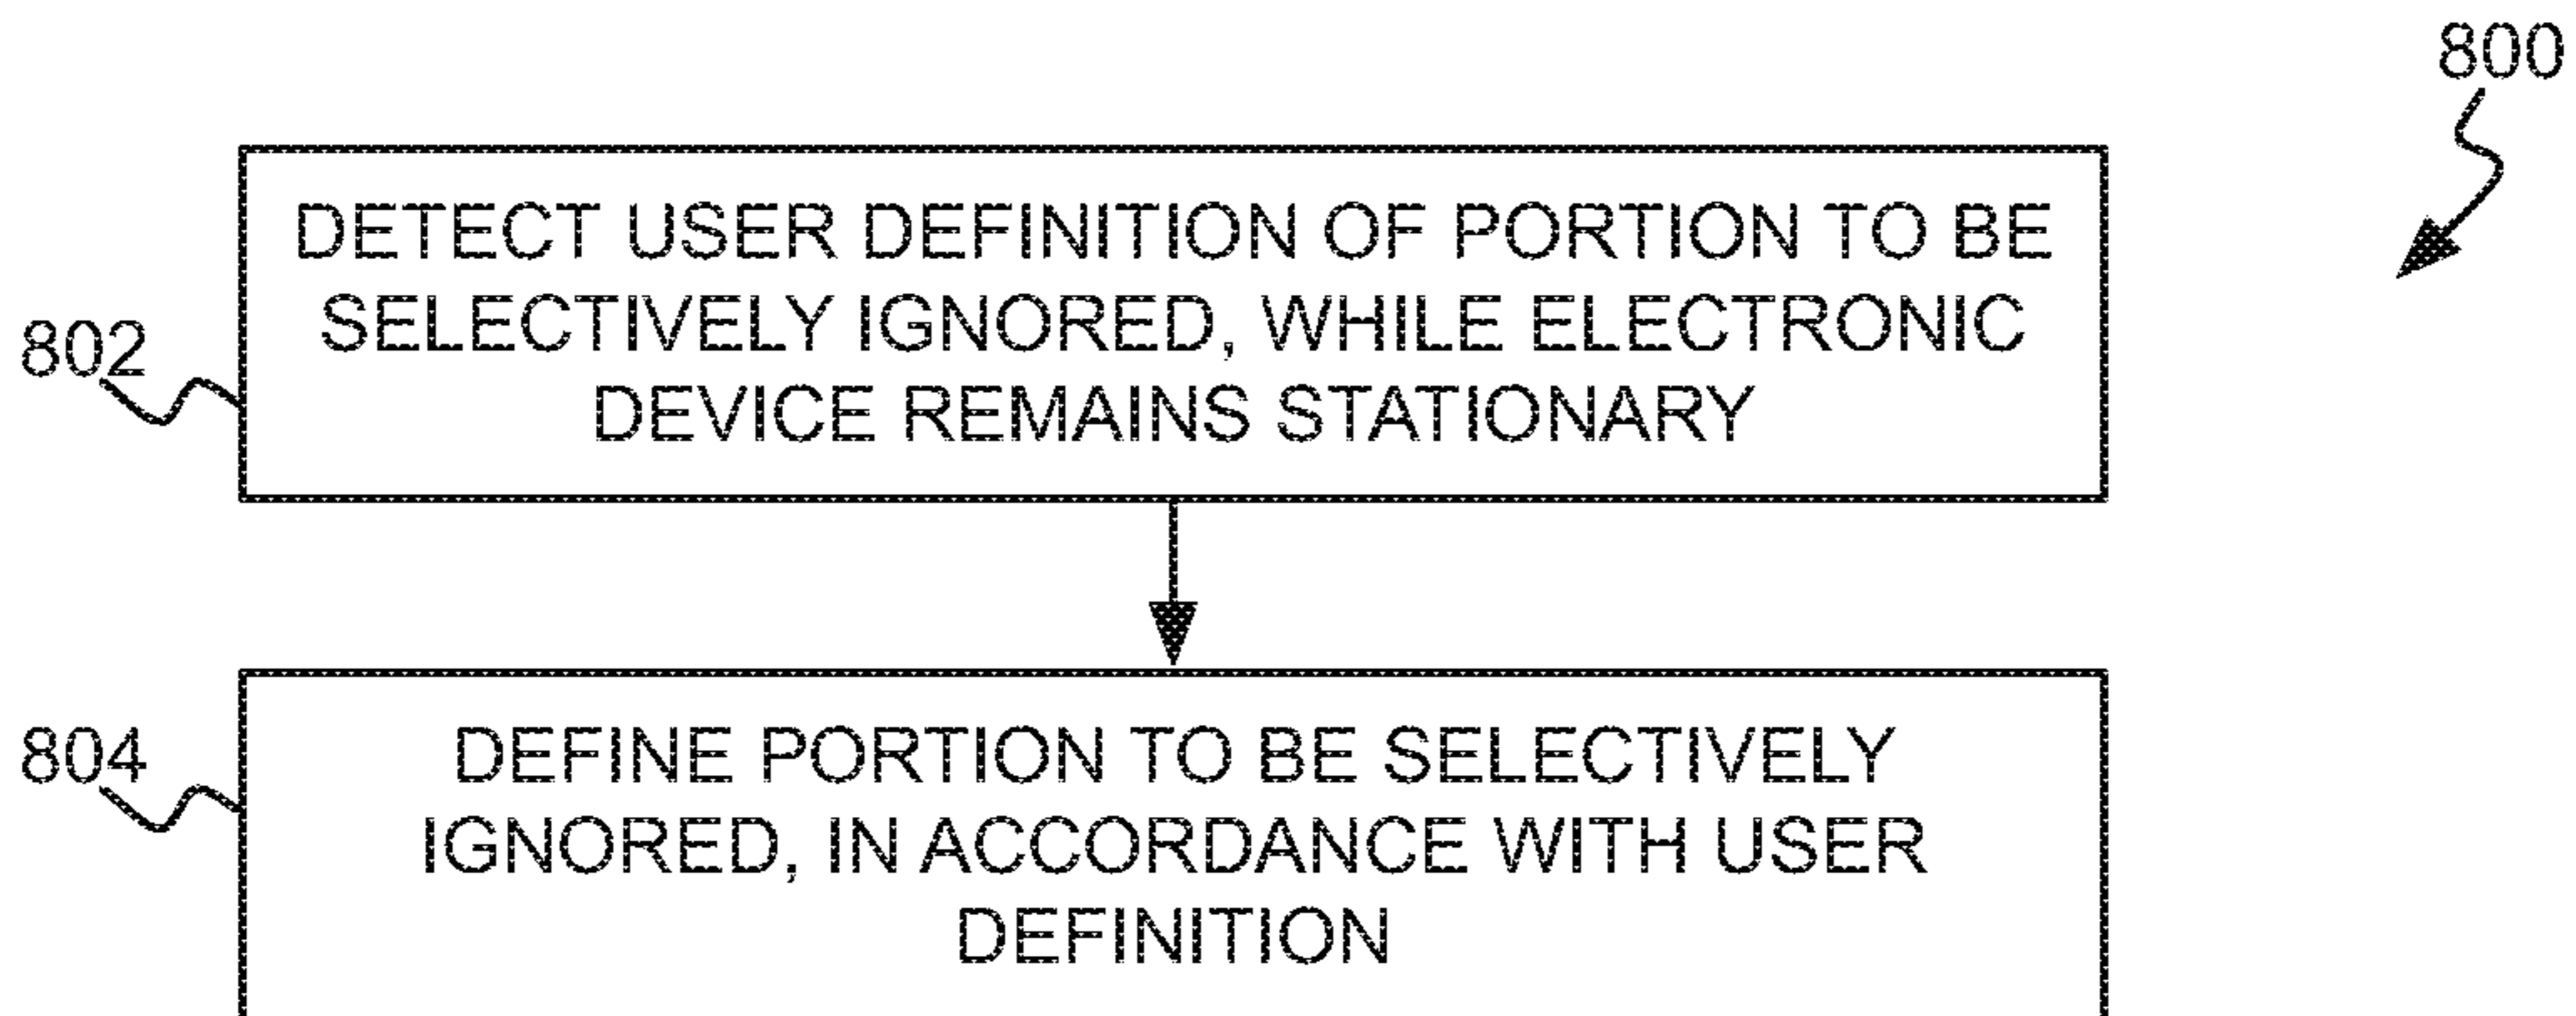 800
DETECT USER DEFINITION OF PORTION TO BE
SELECTIVELY IGNORED, WHILE ELECTRONIC
DEVICE REMAINS STATIONARY
802
804
DEFINE PORTION TO BE SELECTIVELY
IGNORED, IN ACCORDANCE WITH USER
DEFINITION